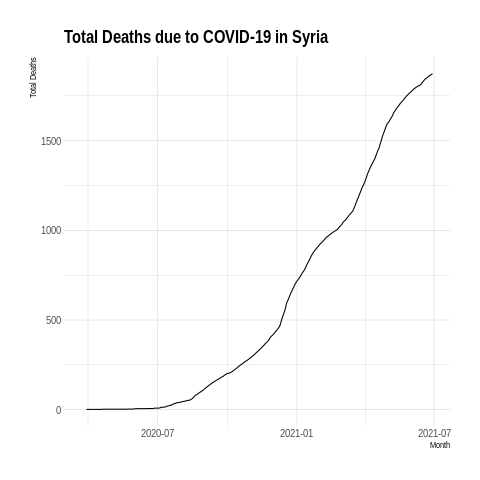 Total Deaths due to COVID-19 in Syria
Total Deaths
1500
1000
500
0
2020-07
2021-01
2021-07
Month